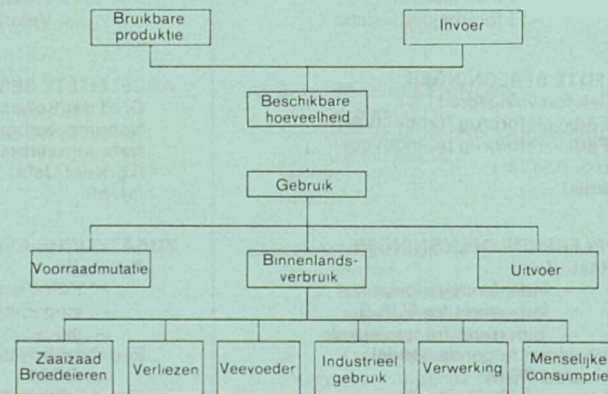 Bruikbare
produktie
Invoer
Beschikbare
hoeveelheid
Gebruik
Voorraadmutatie
Binnenlands-
verbruik
Uitvoer
Zaaizaad
Broedeieren
Verliezen
Veevoeder
Industrieel
gebruik
Verwerking
Menselijke
consumptie